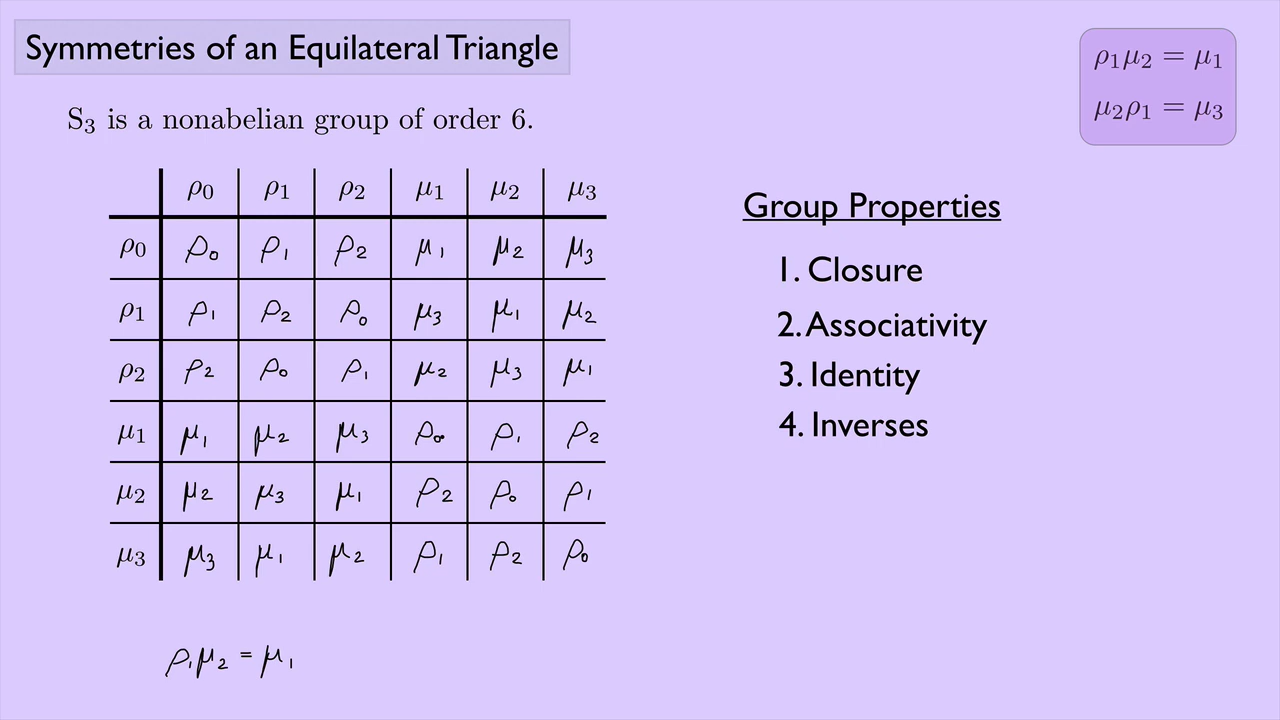 Symmetries of an Equilateral Triangle
ρ₁μ₂ = μ₁
μ₂ρ₁ = μ₃
S₃ is a nonabelian group of order 6.
ρ₀ ρ₁ ρ₂ μ₁ μ₂ μ₃
ρ₀ ρ₀ ρ₁ ρ₂ μ₁ μ₂ μ₃
ρ₁ ρ₁ ρ₂ ρ₀ μ₃ μ₁ μ₂
ρ₂ ρ₂ ρ₀ ρ₁ μ₂ μ₃ μ₁
μ₁ μ₁ μ₂ μ₃ ρ₀ ρ₁ ρ₂
μ₂ μ₂ μ₃ μ₁ ρ₂ ρ₀ ρ₁
μ₃ μ₃ μ₁ μ₂ ρ₁ ρ₂ ρ₀
ρ₁μ₂ = μ₁
Group Properties
1. Closure
2. Associativity
3. Identity
4. Inverses